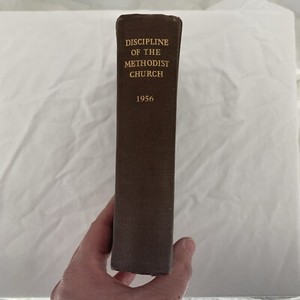 DISCIPLINE
OF THE
METHODIST
CHURCH
1956